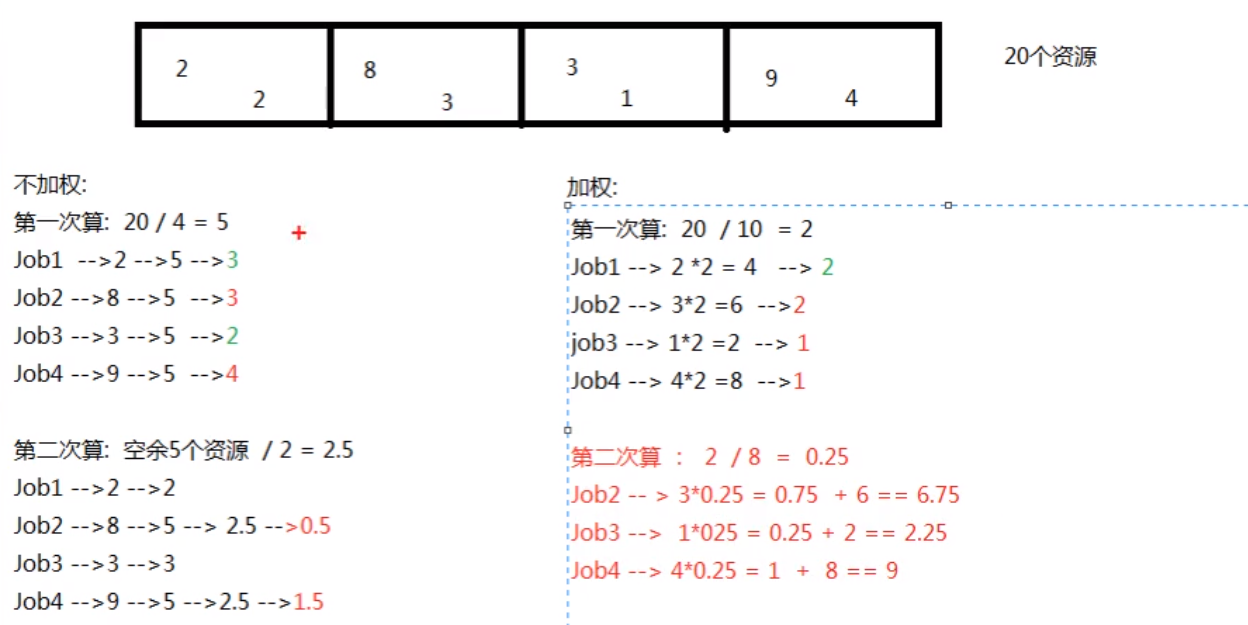 2
2
8
3
3
1
9
4
20个资源
不加权:
第一次算: 20 / 4 = 5
Job1 -->2 -->5 -->3
Job2 -->8 -->5 -->3
Job3 -->3 -->5 -->2
Job4 -->9 -->5 -->4
第二次算: 空余5个资源 / 2 = 2.5
Job1 -->2 -->2
Job2 -->8 -->5 --> 2.5 -->0.5
Job3 -->3 -->3
Job4 -->9 -->5 -->2.5 -->1.5
加权:
第一次算: 20 / 10 = 2
Job1 --> 2 *2 = 4 --> 2
Job2 --> 3*2 =6 -->2
job3 --> 1*2 =2 --> 1
Job4 --> 4*2 =8 -->1
第二次算 : 2 / 8 = 0.25
Job2 -- > 3*0.25 = 0.75 + 6 == 6.75
Job3 --> 1*025 = 0.25 + 2 == 2.25
Job4 --> 4*0.25 = 1 + 8 == 9